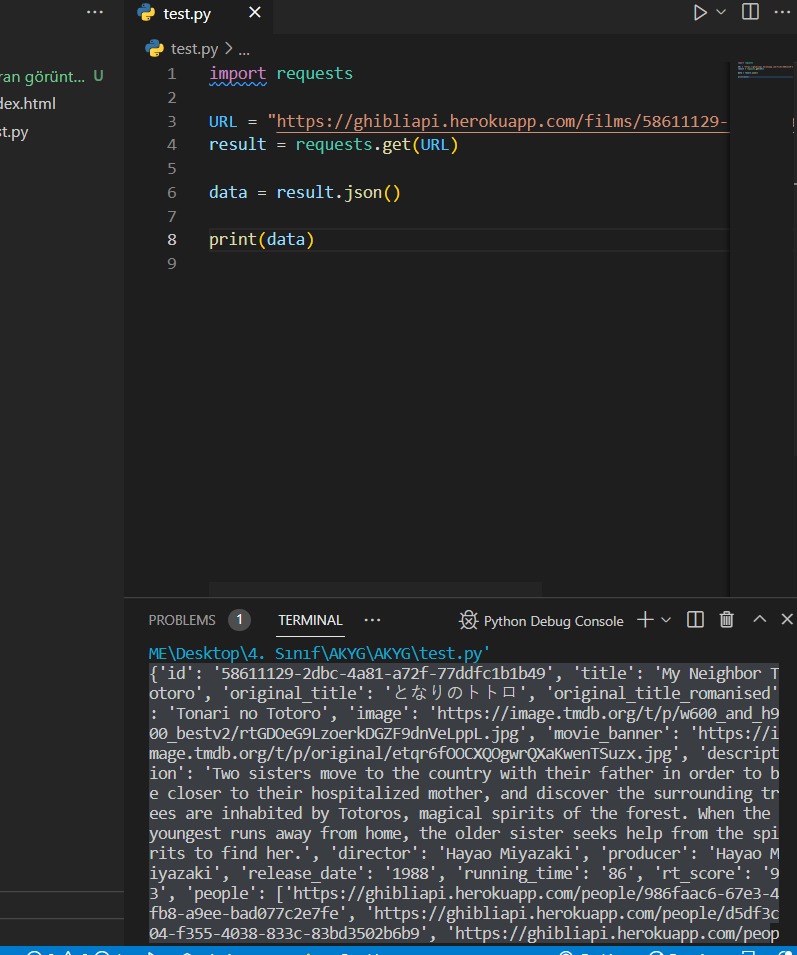 test.py
ran görünt... U
dex.html
t.py
test.py > ...
1 import requests
2
3 URL = "https://ghibliapi.herokuapp.com/films/58611129-
4 result = requests.get(URL)
5
6 data = result.json()
7
8 print(data)
9
PROBLEMS 1 TERMINAL ... Python Debug Console
ME\Desktop\4. Sınıf\AKYG\AKYG\test.py'
{'id': '58611129-2dbc-4a81-a72f-77ddfc1b1b49', 'title': 'My Neighbor T
otoro', 'original_title': 'となりのトトロ', 'original_title_romanised'
: 'Tonari no Totoro', 'image': 'https://image.tmdb.org/t/p/w600_and_h9
00_bestv2/rtGDOeG9LzoerkDGZF9dnVeLppL.jpg', 'movie_banner': 'https://i
mage.tmdb.org/t/p/original/etqr6fOOCXQOgwrQXaKwenTSuzx.jpg', 'descript
ion': 'Two sisters move to the country with their father in order to b
e closer to their hospitalized mother, and discover the surrounding tr
ees are inhabited by Totoros, magical spirits of the forest. When the
youngest runs away from home, the older sister seeks help from the spi
rits to find her.', 'director': 'Hayao Miyazaki', 'producer': 'Hayao M
iyazaki', 'release_date': '1988', 'running_time': '86', 'rt_score': '9
3', 'people': ['https://ghibliapi.herokuapp.com/people/986faac6-67e3-4
fb8-a9ee-bad077c2e7fe', 'https://ghibliapi.herokuapp.com/people/d5df3c
04-f355-4038-833c-83bd3502b6b9', 'https://ghibliapi.herokuapp.com/peop